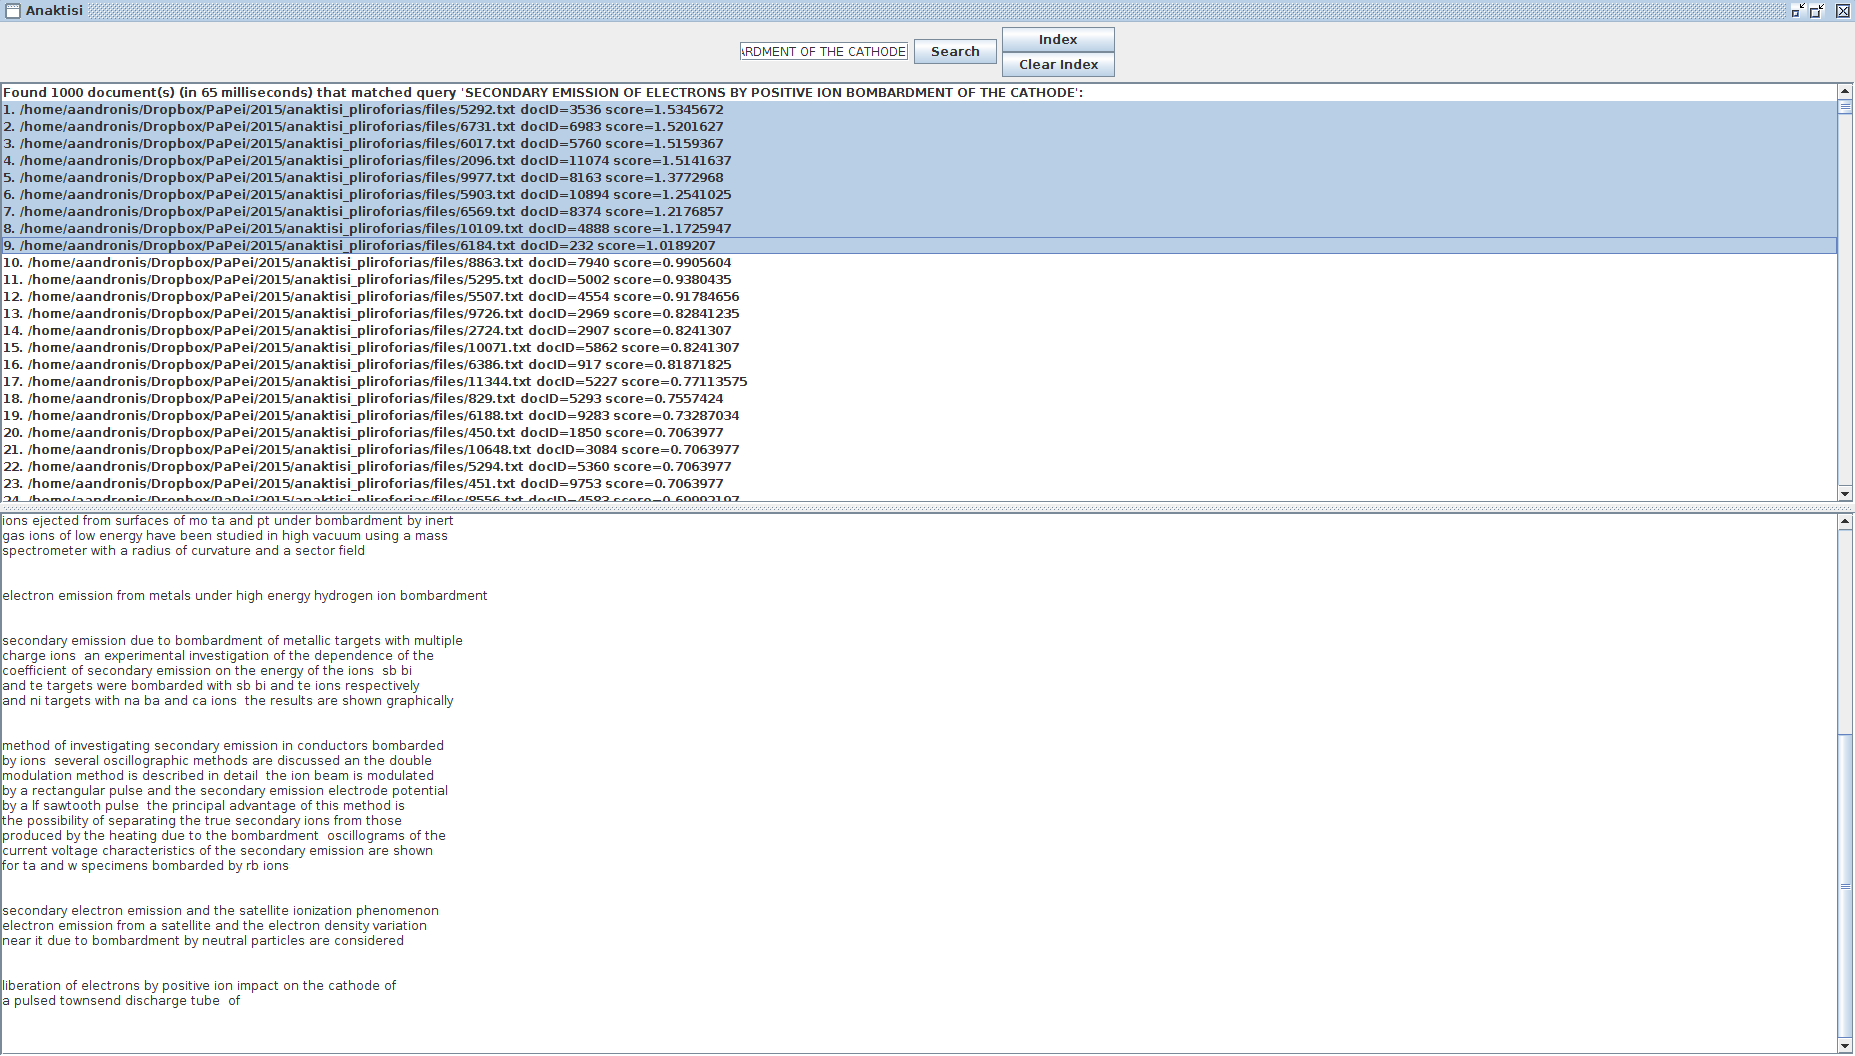 Anaktisi
ARDMENT OF THE CATHODE
Search
Index
Clear Index
Found 1000 document(s) (in 65 milliseconds) that matched query 'SECONDARY EMISSION OF ELECTRONS BY POSITIVE ION BOMBARDMENT OF THE CATHODE':
1. /home/aandronis/Dropbox/PaPei/2015/anaktisi_pliroforias/files/5292.txt docID=3536 score=1.5345672
2. /home/aandronis/Dropbox/PaPei/2015/anaktisi_pliroforias/files/6731.txt docID=6983 score=1.5201627
3. /home/aandronis/Dropbox/PaPei/2015/anaktisi_pliroforias/files/6017.txt docID=5760 score=1.5159367
4. /home/aandronis/Dropbox/PaPei/2015/anaktisi_pliroforias/files/2096.txt docID=11074 score=1.5141637
5. /home/aandronis/Dropbox/PaPei/2015/anaktisi_pliroforias/files/9977.txt docID=8163 score=1.3772968
6. /home/aandronis/Dropbox/PaPei/2015/anaktisi_pliroforias/files/5903.txt docID=10894 score=1.2541025
7. /home/aandronis/Dropbox/PaPei/2015/anaktisi_pliroforias/files/6569.txt docID=8374 score=1.2176857
8. /home/aandronis/Dropbox/PaPei/2015/anaktisi_pliroforias/files/10109.txt docID=4888 score=1.1725947
9. /home/aandronis/Dropbox/PaPei/2015/anaktisi_pliroforias/files/6184.txt docID=232 score=1.0189207
10. /home/aandronis/Dropbox/PaPei/2015/anaktisi_pliroforias/files/8863.txt docID=7940 score=0.9905604
11. /home/aandronis/Dropbox/PaPei/2015/anaktisi_pliroforias/files/5295.txt docID=5002 score=0.9380435
12. /home/aandronis/Dropbox/PaPei/2015/anaktisi_pliroforias/files/5507.txt docID=4554 score=0.91784656
13. /home/aandronis/Dropbox/PaPei/2015/anaktisi_pliroforias/files/9726.txt docID=2969 score=0.82841235
14. /home/aandronis/Dropbox/PaPei/2015/anaktisi_pliroforias/files/2724.txt docID=2907 score=0.8241307
15. /home/aandronis/Dropbox/PaPei/2015/anaktisi_pliroforias/files/10071.txt docID=5862 score=0.8241307
16. /home/aandronis/Dropbox/PaPei/2015/anaktisi_pliroforias/files/6386.txt docID=917 score=0.81871825
17. /home/aandronis/Dropbox/PaPei/2015/anaktisi_pliroforias/files/11344.txt docID=5227 score=0.77113575
18. /home/aandronis/Dropbox/PaPei/2015/anaktisi_pliroforias/files/829.txt docID=5293 score=0.7557424
19. /home/aandronis/Dropbox/PaPei/2015/anaktisi_pliroforias/files/6188.txt docID=9283 score=0.73287034
20. /home/aandronis/Dropbox/PaPei/2015/anaktisi_pliroforias/files/450.txt docID=1850 score=0.7063977
21. /home/aandronis/Dropbox/PaPei/2015/anaktisi_pliroforias/files/10648.txt docID=3084 score=0.7063977
22. /home/aandronis/Dropbox/PaPei/2015/anaktisi_pliroforias/files/5294.txt docID=5360 score=0.7063977
23. /home/aandronis/Dropbox/PaPei/2015/anaktisi_pliroforias/files/451.txt docID=9753 score=0.7063977
24. /home/aandronis/Dropbox/PaPei/2015/anaktisi_pliroforias/files/8556.txt
ions ejected from surfaces of mo ta and pt under bombardment by inert
gas ions of low energy have been studied in high vacuum using a mass
spectrometer with a radius of curvature and a sector field
electron emission from metals under high energy hydrogen ion bombardment
secondary emission due to bombardment of metallic targets with multiple
charge ions  an experimental investigation of the dependence of the
coefficient of secondary emission on the energy of the ions  sb bi
and te targets were bombarded with sb bi and te ions respectively
and ni targets with na ba and ca ions  the results are shown graphically
method of investigating secondary emission in conductors bombarded
by ions  several oscillographic methods are discussed an the double
modulation method is described in detail  the ion beam is modulated
by a rectangular pulse and the secondary emission electrode potential
by a lf sawtooth pulse  the principal advantage of this method is
the possibility of separating the true secondary ions from those
produced by the heating due to the bombardment  oscillograms of the
current voltage characteristics of the secondary emission are shown
for ta and w specimens bombarded by rb ions
secondary electron emission and the satellite ionization phenomenon
electron emission from a satellite and the electron density variation
near it due to bombardment by neutral particles are considered
liberation of electrons by positive ion impact on the cathode of
a pulsed townsend discharge tube  of